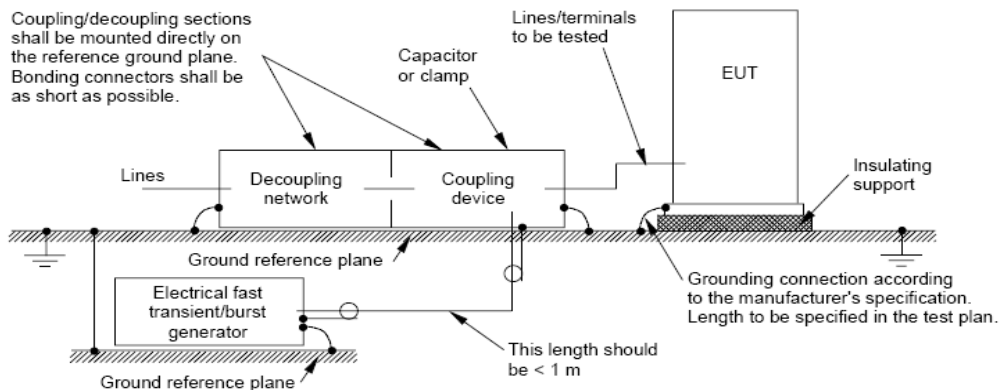 Coupling/decoupling sections
shall be mounted directly on
the reference ground plane.
Bonding connectors shall be
as short as possible.
Capacitor
or clamp
Lines/terminals
to be tested
EUT
Lines
Decoupling
network
Coupling
device
Insulating
support
Ground reference plane
Electrical fast
transient/burst
generator
Grounding connection according
to the manufacturer's specification.
Length to be specified in the test plan.
This length should
be < 1 m
Ground reference plane